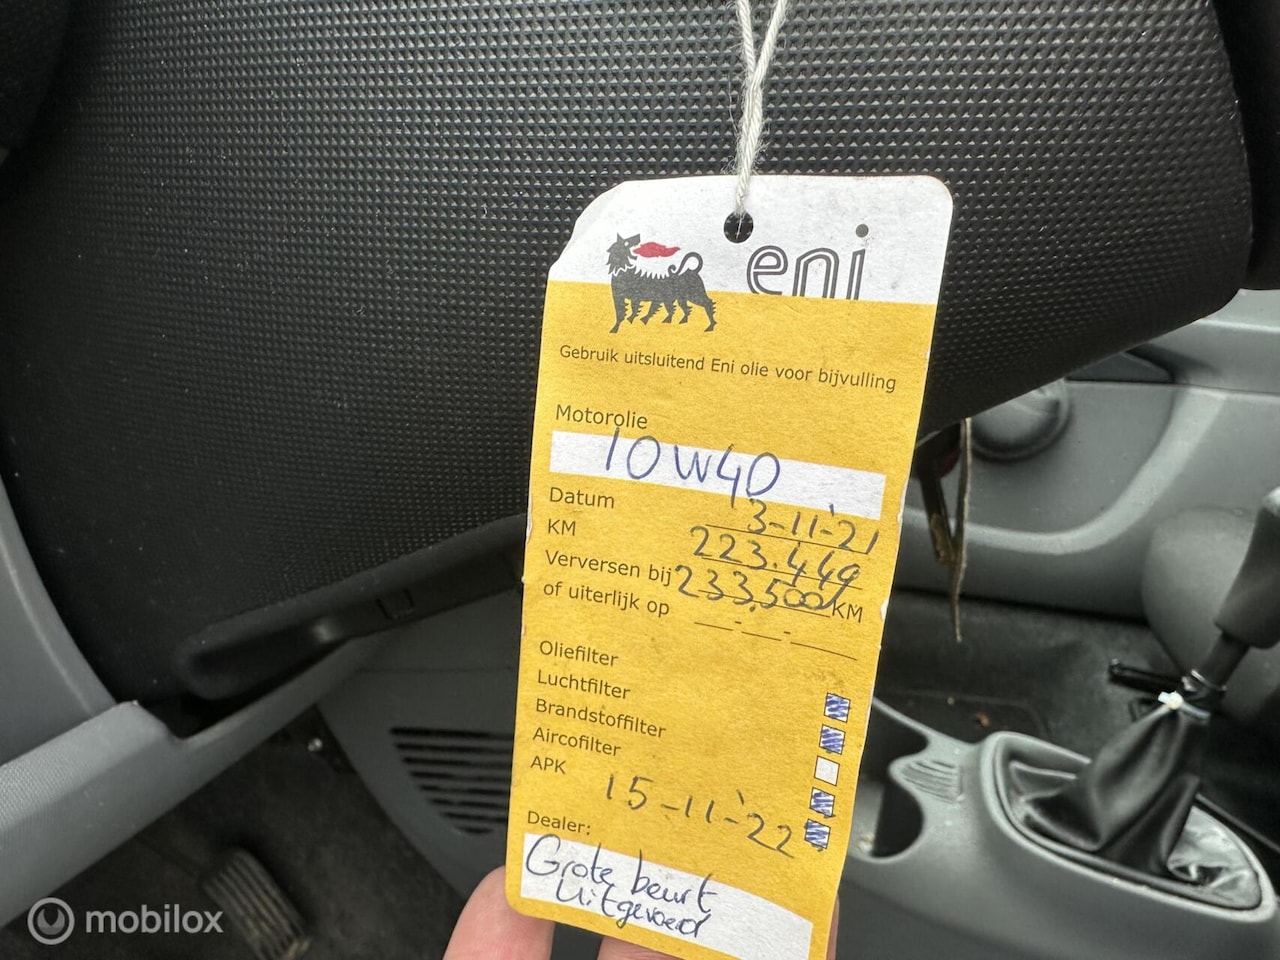 eni
Gebruik uitsluitend Eni olie voor bijvulling
Motorolie
10W40
Datum 3-11-'21
KM 223.449
Verversen bij 233.500 KM
of uiterlijk op
Oliefilter
Luchtfilter
Brandstoffilter
Aircofilter
APK 15-11-'22
Dealer:
Grote beurt
Uitgevoerd
mobilox